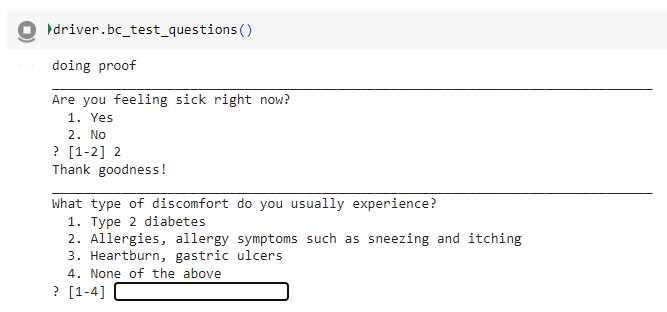 driver.bc_test_questions()
doing proof
Are you feeling sick right now?
1. Yes
2. No
? [1-2] 2
Thank goodness!
What type of discomfort do you usually experience?
1. Type 2 diabetes
2. Allergies, allergy symptoms such as sneezing and itching
3. Heartburn, gastric ulcers
4. None of the above
? [1-4]